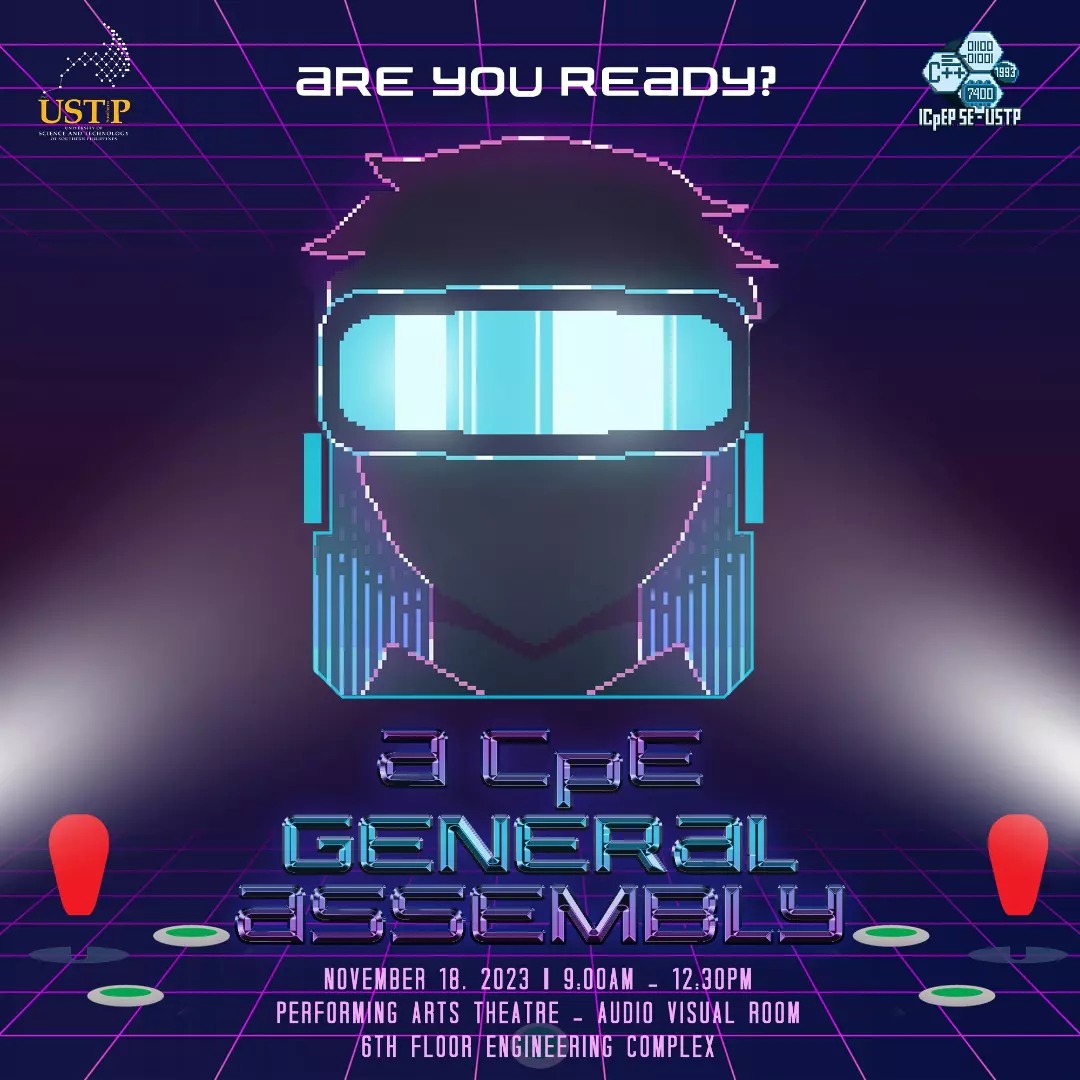 ARE YOU READY?
USTP
UNIVERSITY OF
SCIENCE AND TECHNOLOGY
OF SOUTHERN PHILIPPINES
01100
01001
C++
1993
7400
ICpEP SE-USTP
A CpE
GENERAL
ASSEMBLY
NOVEMBER 18. 2023 | 9:00AM - 12:30PM
PERFORMING ARTS THEATRE - AUDIO VISUAL ROOM
6TH FLOOR ENGINEERING COMPLEX